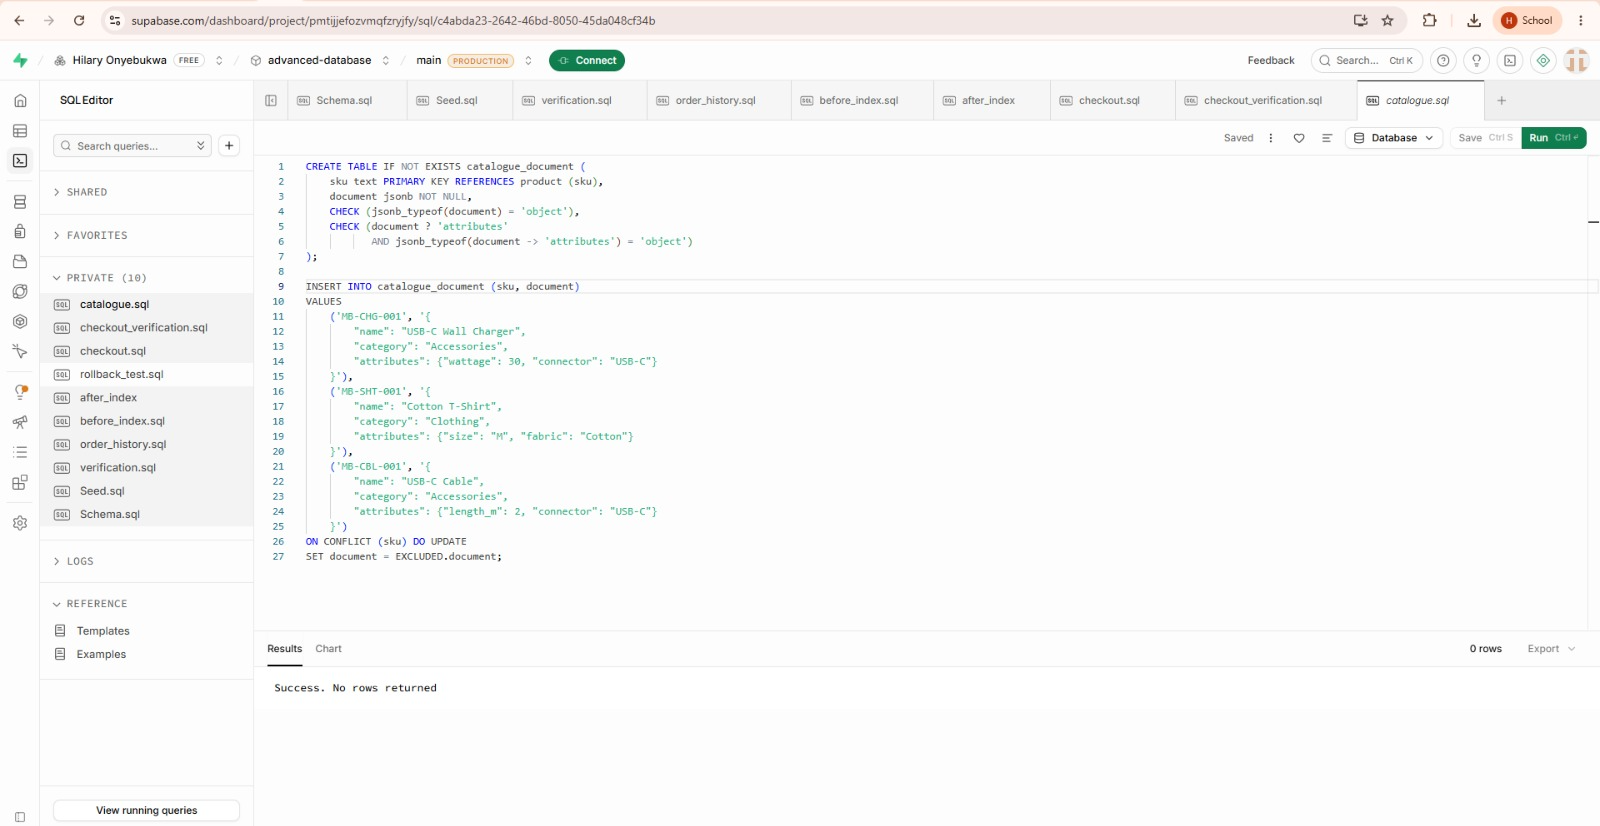 supabase.com/dashboard/project/pmtijjefozvmqfzryjfy/sql/c4abda23-2642-46bd-8050-45da048cf34b
H School
Hilary Onyebukwa FREE / advanced-database / main PRODUCTION Connect
Feedback Search... Ctrl K
SQL Editor
Schema.sql Seed.sql verification.sql order_history.sql before_index.sql after_index checkout.sql checkout_verification.sql catalogue.sql
Search queries...
Saved Database Save Ctrl S Run Ctrl ↵
SHARED
FAVORITES
PRIVATE (10)
catalogue.sql
checkout_verification.sql
checkout.sql
rollback_test.sql
after_index
before_index.sql
order_history.sql
verification.sql
Seed.sql
Schema.sql
LOGS
REFERENCE
Templates
Examples
View running queries
1 CREATE TABLE IF NOT EXISTS catalogue_document (
2 sku text PRIMARY KEY REFERENCES product (sku),
3 document jsonb NOT NULL,
4 CHECK (jsonb_typeof(document) = 'object'),
5 CHECK (document ? 'attributes'
6 AND jsonb_typeof(document -> 'attributes') = 'object')
7 );
8
9 INSERT INTO catalogue_document (sku, document)
10 VALUES
11 ('MB-CHG-001', '{
12 "name": "USB-C Wall Charger",
13 "category": "Accessories",
14 "attributes": {"wattage": 30, "connector": "USB-C"}
15 }'),
16 ('MB-SHT-001', '{
17 "name": "Cotton T-Shirt",
18 "category": "Clothing",
19 "attributes": {"size": "M", "fabric": "Cotton"}
20 }'),
21 ('MB-CBL-001', '{
22 "name": "USB-C Cable",
23 "category": "Accessories",
24 "attributes": {"length_m": 2, "connector": "USB-C"}
25 }')
26 ON CONFLICT (sku) DO UPDATE
27 SET document = EXCLUDED.document;
Results Chart
0 rows Export
Success. No rows returned